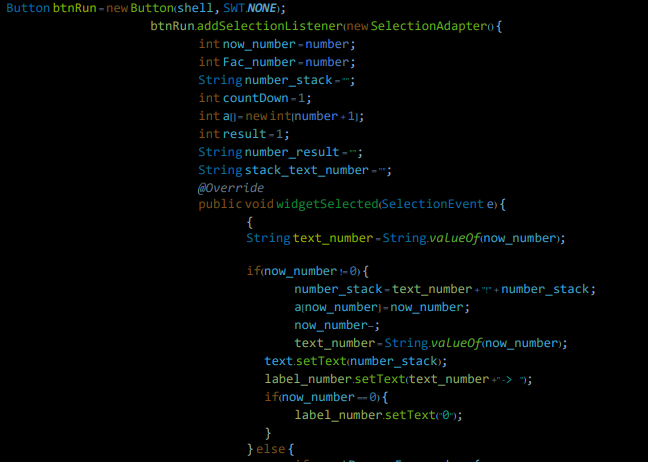 Button btnRun = new Button(shell, SWT.NONE);
btnRun.addSelectionListener(new SelectionAdapter() {
int now_number = number;
int Fac_number = number;
String number_stack = "";
int countDown = 1;
int a[] = new int[number + 1];
int result = 1;
String number_result = "";
String stack_text_number = "";
@Override
public void widgetSelected(SelectionEvent e) {
{
String text_number = String.valueOf(now_number);
if(now_number != 0) {
number_stack = text_number + "!" + number_stack;
a[now_number] = now_number;
now_number--;
text_number = String.valueOf(now_number);
text.setText(number_stack);
label_number.setText(text_number +" -> ");
if(now_number == 0) {
label_number.setText("0");
}
} else {